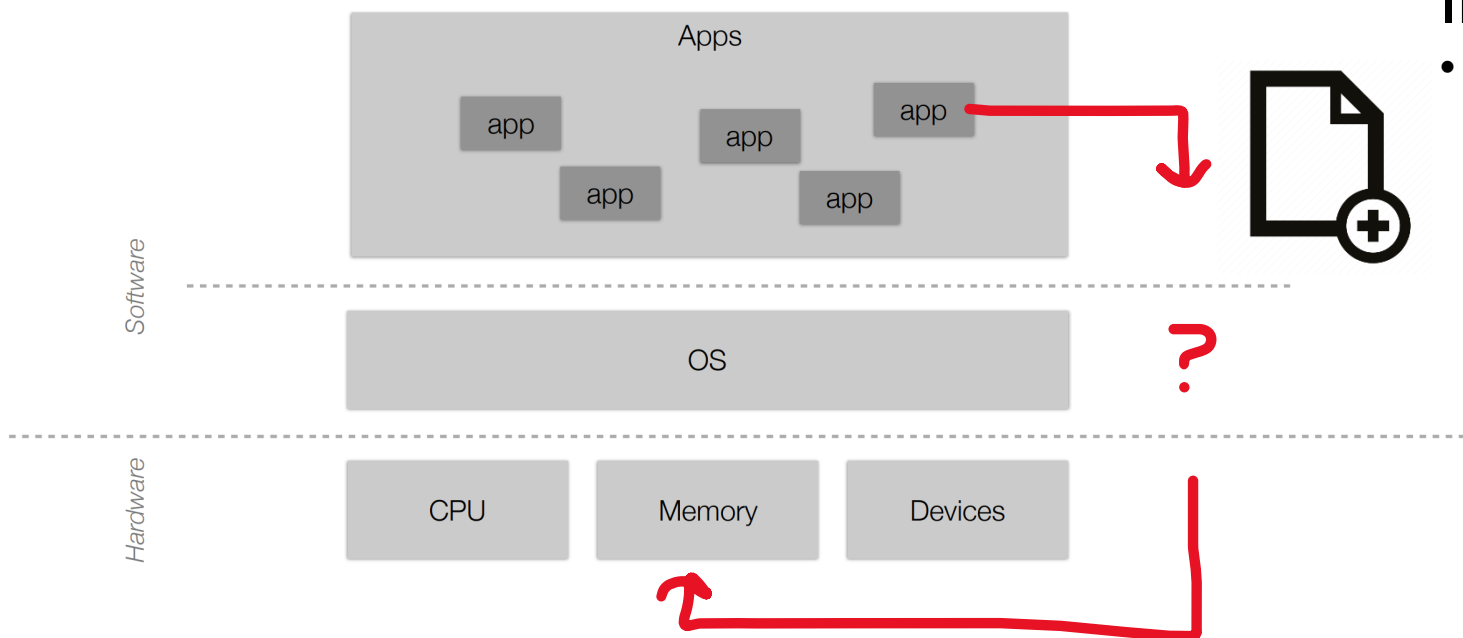 Apps
app
app
app
app
app
Software
?
OS
Hardware
CPU
Memory
Devices
•